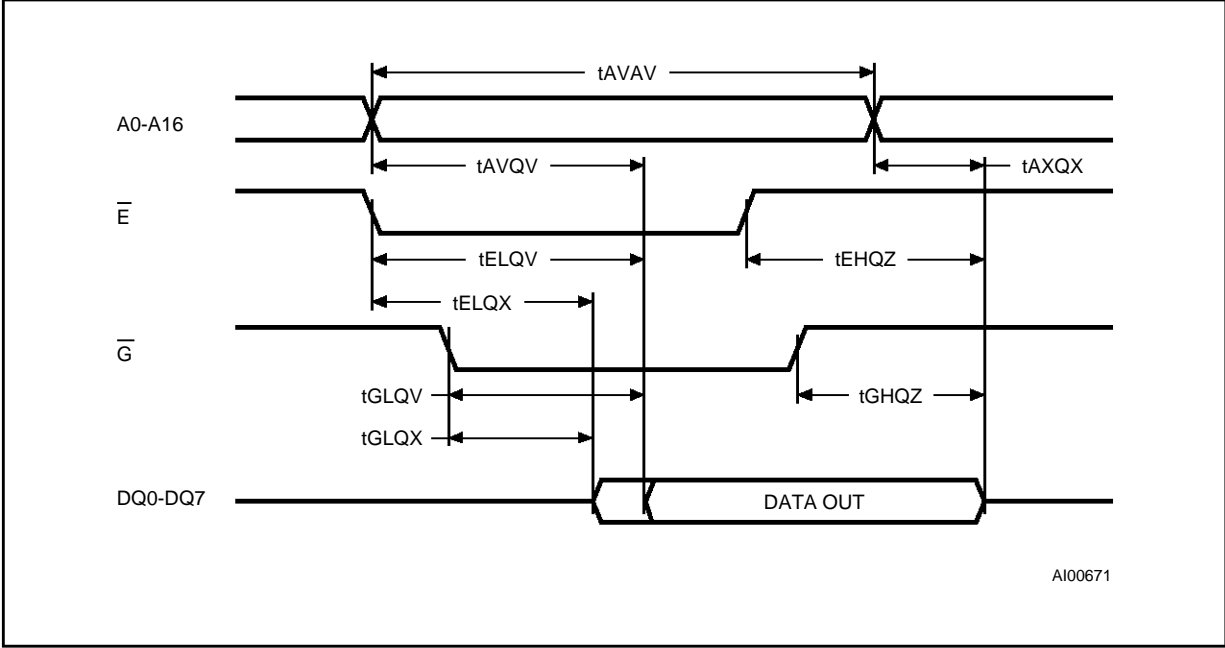 tAVAV
A0-A16
tAVQV
tAXQX
E̅
tELQV
tEHQZ
tELQX
G̅
tGLQV
tGHQZ
tGLQX
DQ0-DQ7
DATA OUT
AI00671